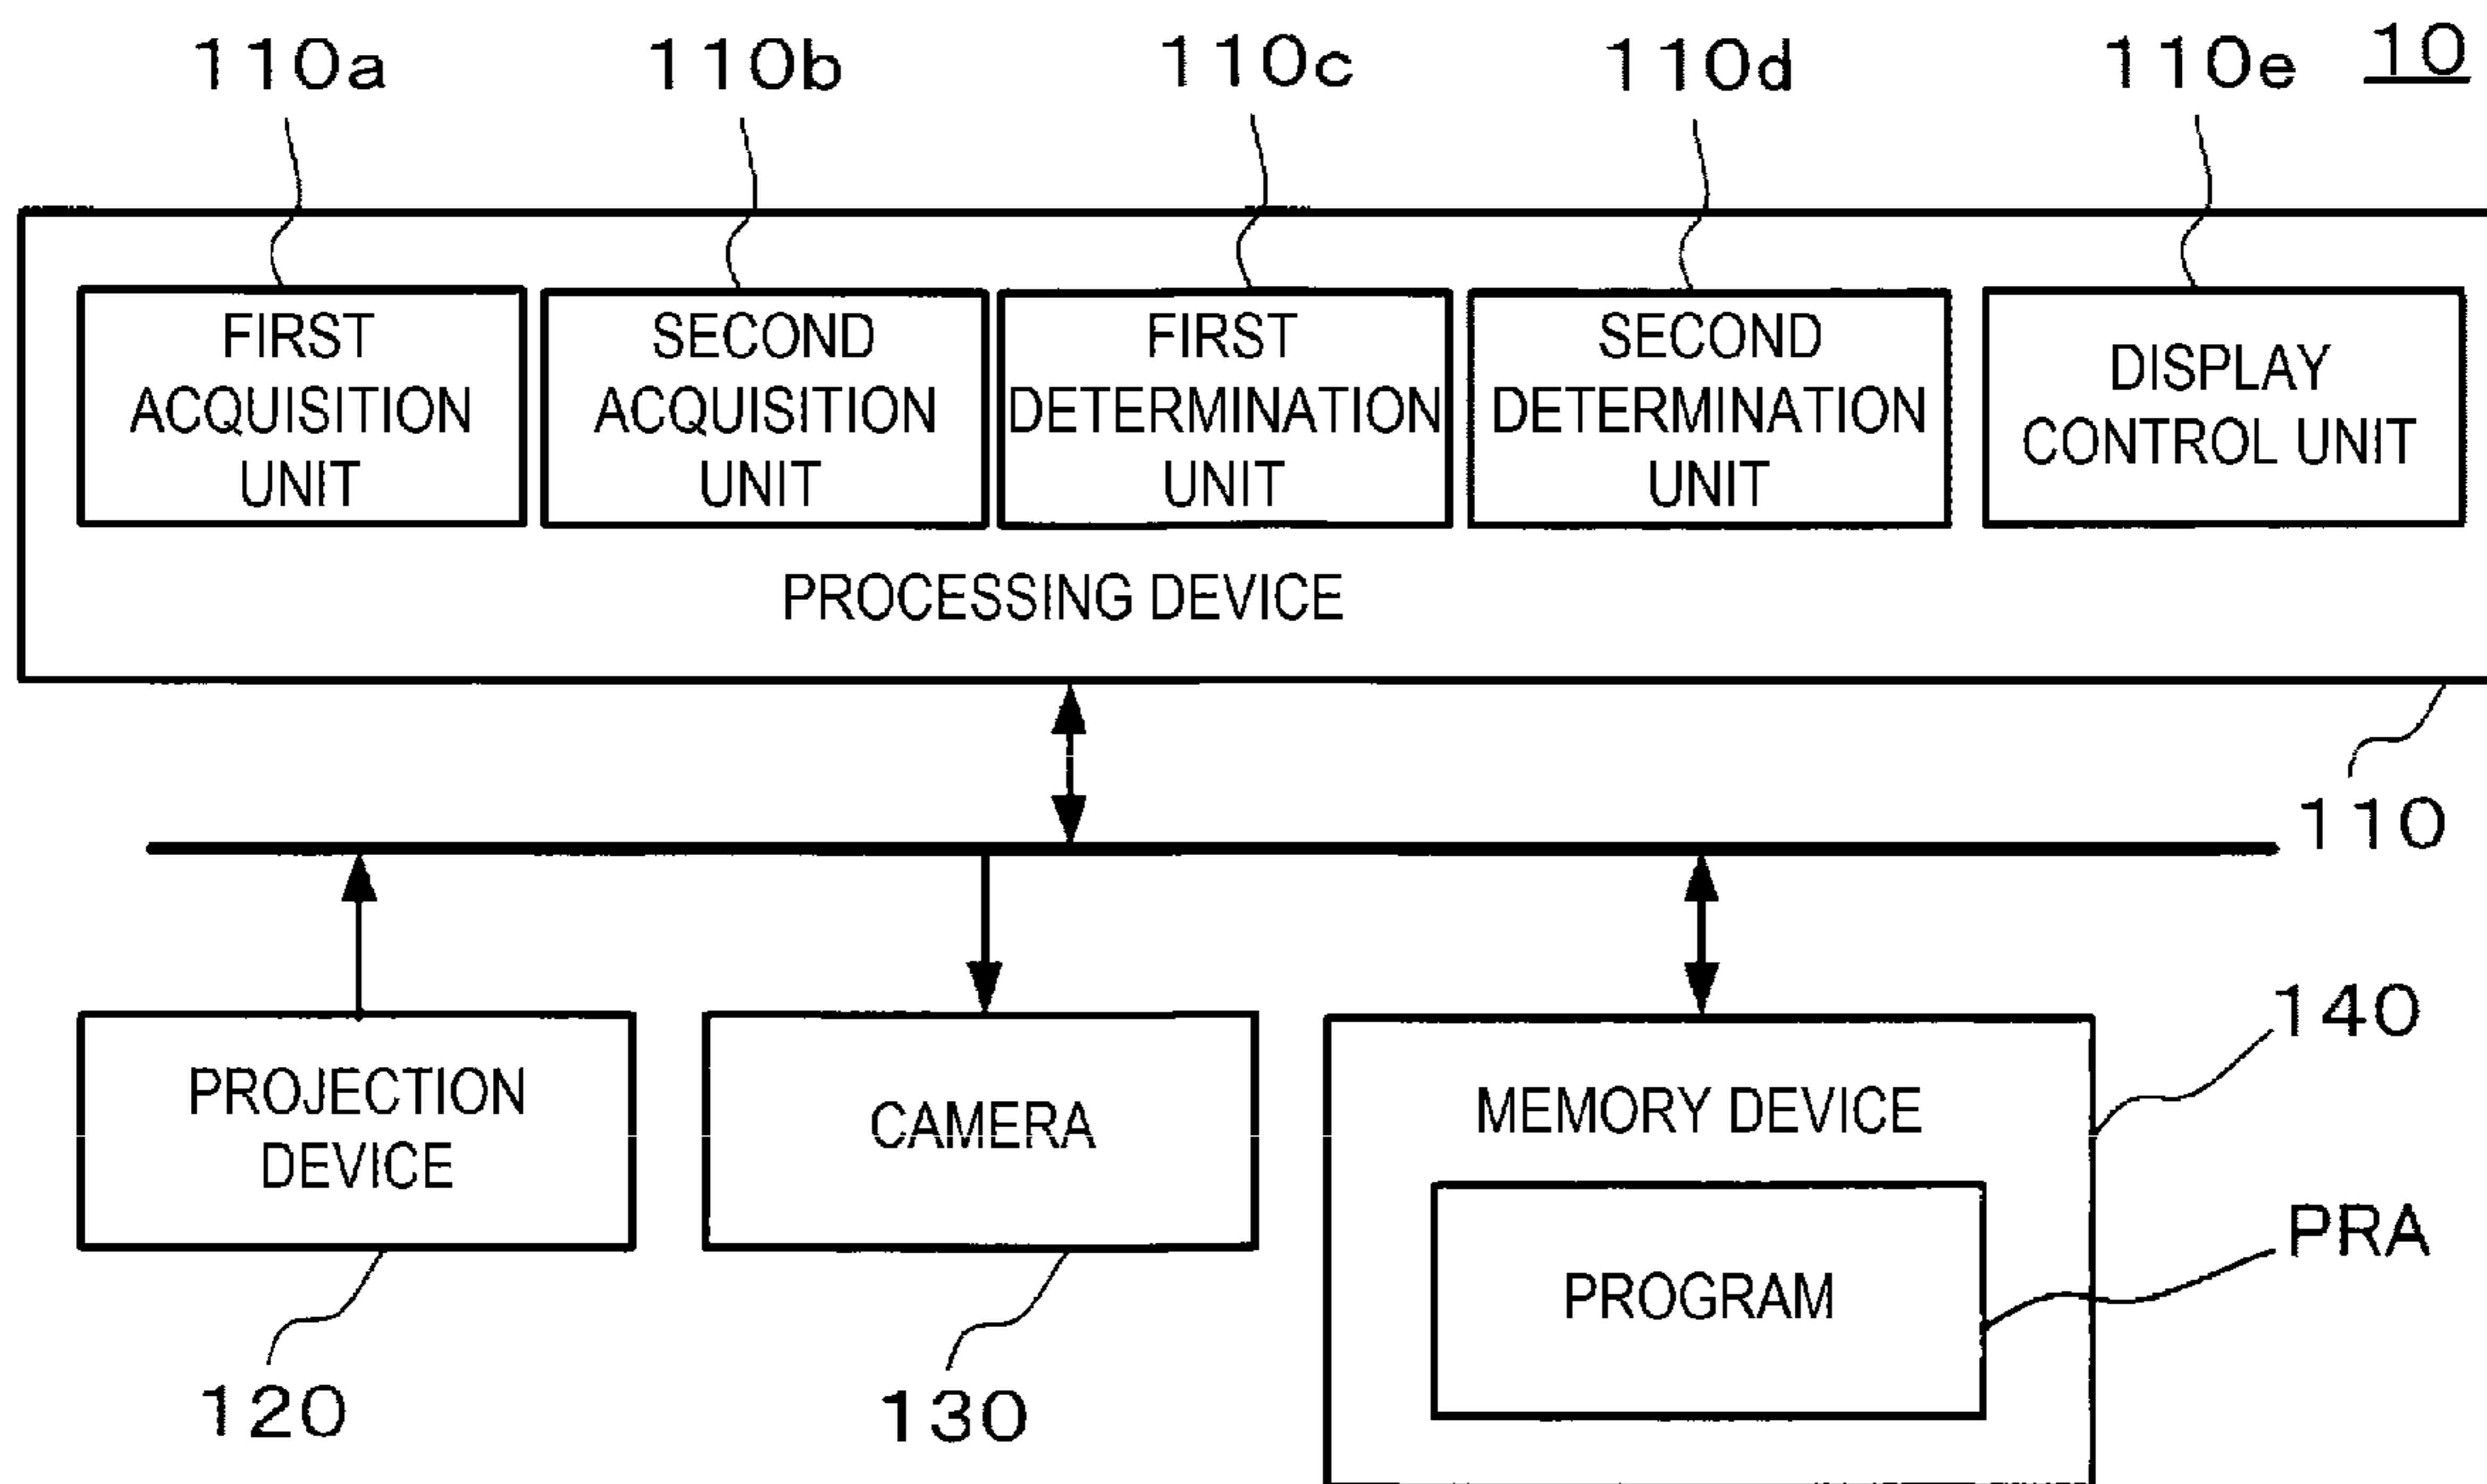 110a
110b
110c
110d
110e
10
FIRST
ACQUISITION
UNIT
SECOND
ACQUISITION
UNIT
FIRST
DETERMINATION
UNIT
SECOND
DETERMINATION
UNIT
DISPLAY
CONTROL UNIT
PROCESSING DEVICE
110
PROJECTION
DEVICE
CAMERA
MEMORY DEVICE
PROGRAM
140
PRA
120
130